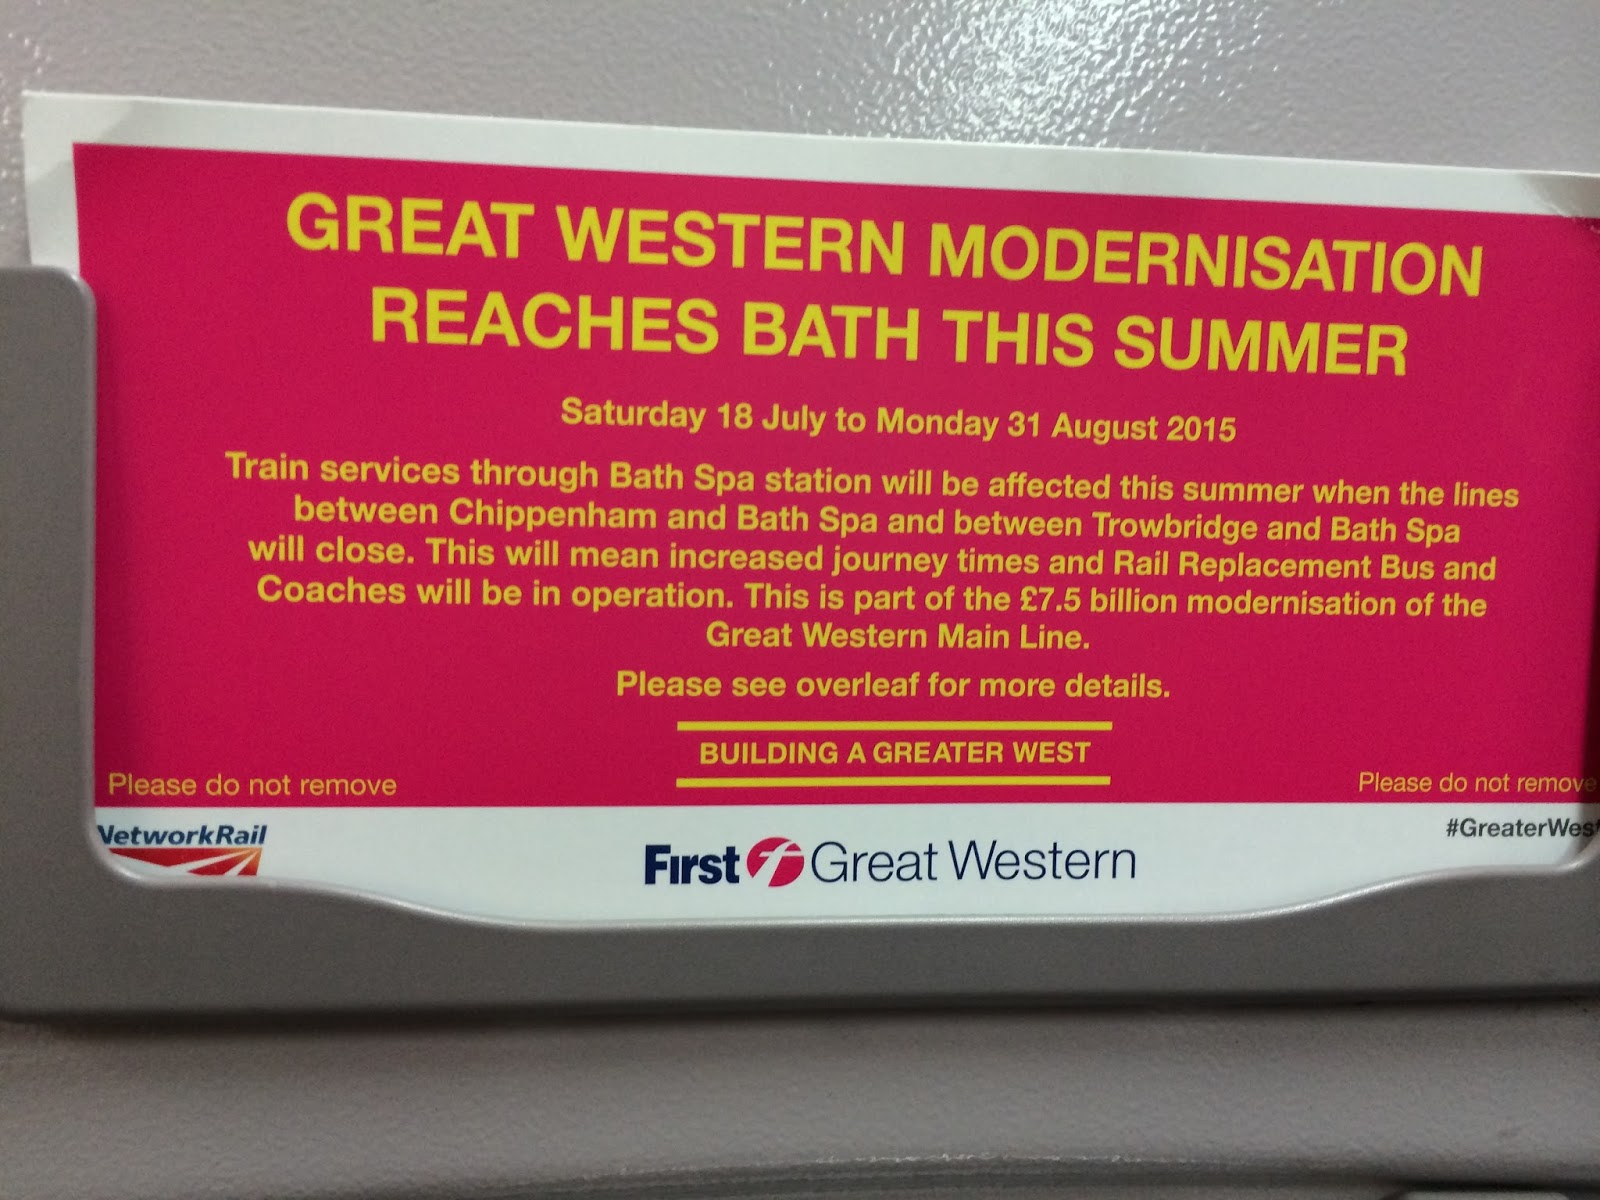 GREAT WESTERN MODERNISATION
REACHES BATH THIS SUMMER
Saturday 18 July to Monday 31 August 2015
Train services through Bath Spa station will be affected this summer when the lines
between Chippenham and Bath Spa and between Trowbridge and Bath Spa
will close. This will mean increased journey times and Rail Replacement Bus and
Coaches will be in operation. This is part of the £7.5 billion modernisation of the
Great Western Main Line.
Please see overleaf for more details.
BUILDING A GREATER WEST
Please do not remove
Please do not remove
NetworkRail
First Great Western
#GreaterWest